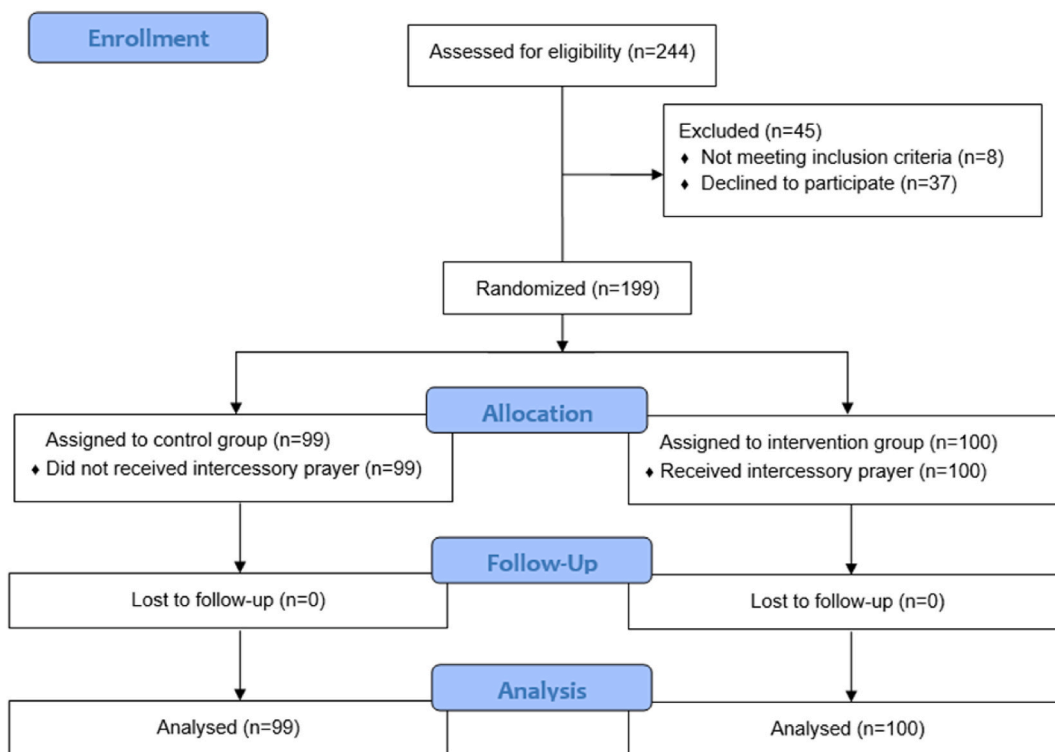 Enrollment
Assessed for eligibility (n=244)
Excluded (n=45)
♦ Not meeting inclusion criteria (n=8)
♦ Declined to participate (n=37)
Randomized (n=199)
Allocation
Assigned to control group (n=99)
♦ Did not received intercessory prayer (n=99)
Assigned to intervention group (n=100)
♦ Received intercessory prayer (n=100)
Follow-Up
Lost to follow-up (n=0)
Lost to follow-up (n=0)
Analysis
Analysed (n=99)
Analysed (n=100)